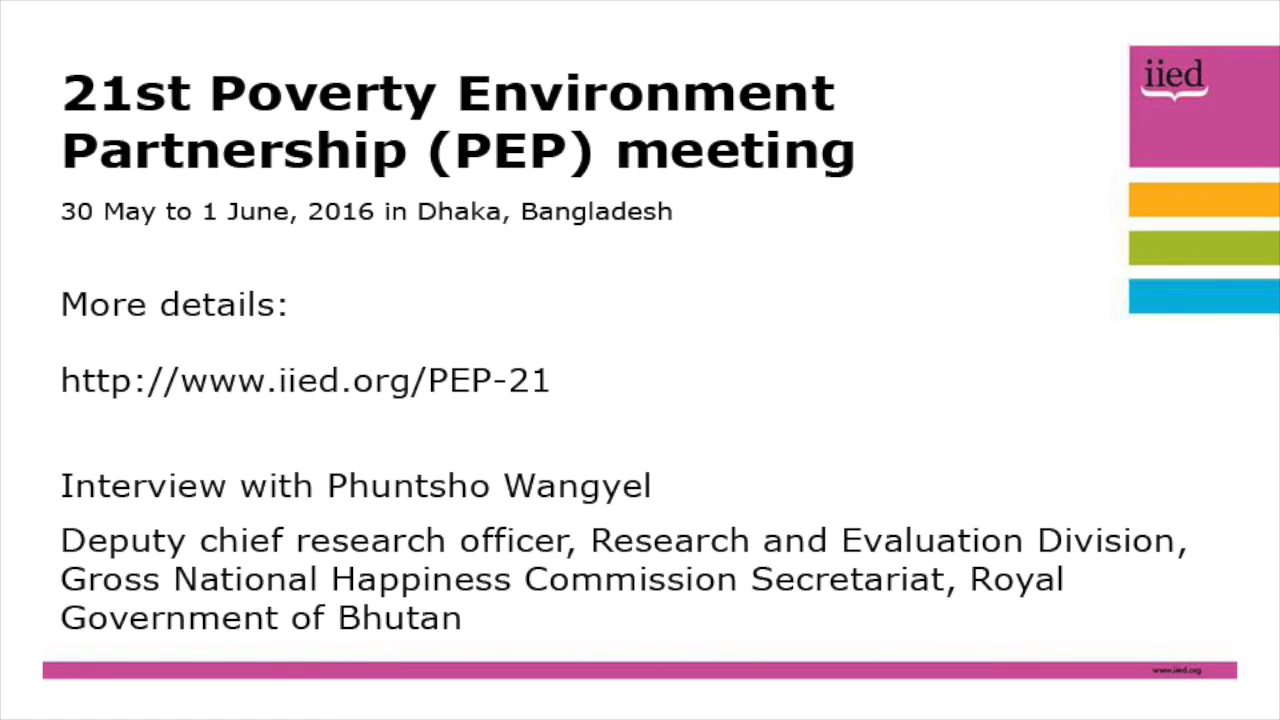 21st Poverty Environment
Partnership (PEP) meeting
30 May to 1 June, 2016 in Dhaka, Bangladesh
iied
More details:
http://www.iied.org/PEP-21
Interview with Phuntsho Wangyel
Deputy chief research officer, Research and Evaluation Division,
Gross National Happiness Commission Secretariat, Royal
Government of Bhutan
www.iied.org